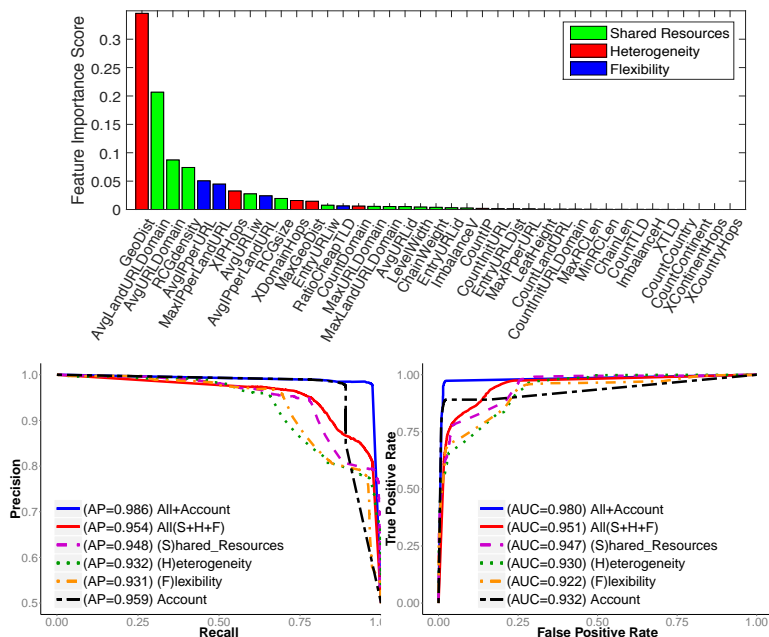 Feature Importance Score
0.3
0.25
0.2
0.15
0.1
0.05
0
Shared Resources
Heterogeneity
Flexibility
GeoDist
AvgLandURLDomain
AvgURLDomain
RCGdensity
AvgIPperURL
MaxIPperLandURL
XIPHops
AvgURLiw
AvgIPperLandURL
RCGsize
XDomainHops
MaxGeoDist
EntryURLiw
RatioCheapTLD
CountDomain
MaxURLDomain
MaxLandURLDomain
AvgURLid
LevelWidth
ChainWeight
EntryURLid
ImbalanceV
CountIP
CountInitURL
EntryURLDist
MaxIPperURL
LeafHeight
CountLandURL
CountInitURLDomain
MaxRCLen
MinRCLen
ChainLen
CountTLD
ImbalanceH
XTLD
CountCountry
CountContinent
XContinentHops
XCountryHops
Precision
1.0
0.9
0.8
0.7
0.6
0.5
(AP=0.986) All+Account
(AP=0.954) All(S+H+F)
(AP=0.948) (S)hared_Resources
(AP=0.932) (H)eterogeneity
(AP=0.931) (F)lexibility
(AP=0.959) Account
0.00 0.25 0.50 0.75 1.0
Recall
True Positive Rate
1.00
0.75
0.50
0.25
0.00
(AUC=0.980) All+Account
(AUC=0.951) All(S+H+F)
(AUC=0.947) (S)hared_Resources
(AUC=0.930) (H)eterogeneity
(AUC=0.922) (F)lexibility
(AUC=0.932) Account
0.00 0.25 0.50 0.75 1.00
False Positive Rate